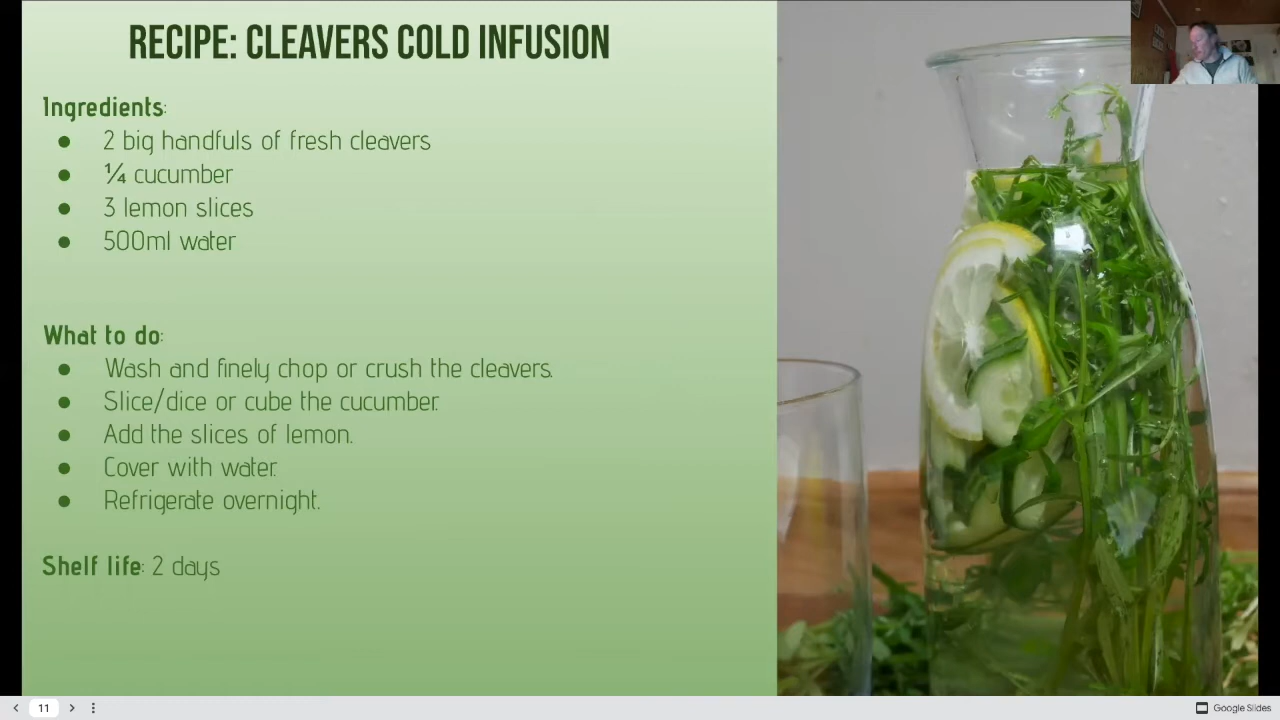 RECIPE: CLEAVERS COLD INFUSION
Ingredients:
● 2 big handfuls of fresh cleavers
● ¼ cucumber
● 3 lemon slices
● 500ml water
What to do:
● Wash and finely chop or crush the cleavers.
● Slice/dice or cube the cucumber.
● Add the slices of lemon.
● Cover with water.
● Refrigerate overnight.
Shelf life: 2 days
11
Google Slides